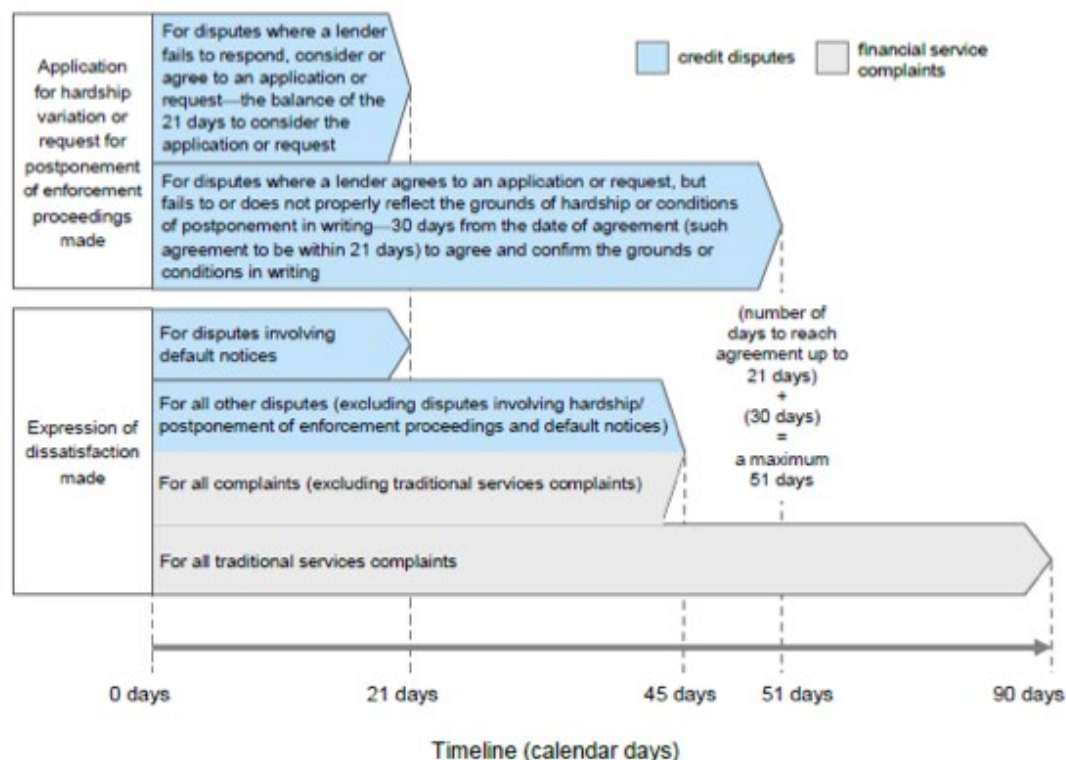 For disputes where a lender
fails to respond, consider or
agree to an application or
request—the balance of the
21 days to consider the
application or request
credit disputes
financial service
complaints
Application
for hardship
variation or
request for
postponement
of enforcement
proceedings
made
For disputes where a lender agrees to an application or request, but
fails to or does not properly reflect the grounds of hardship or conditions
of postponement in writing—30 days from the date of agreement (such
agreement to be within 21 days) to agree and confirm the grounds or
conditions in writing
(number of
days to reach
agreement up to
21 days)
+
(30 days)
=
a maximum
51 days
Expression of
dissatisfaction
made
For disputes involving
default notices
For all other disputes (excluding disputes involving hardship/
postponement of enforcement proceedings and default notices)
For all complaints (excluding traditional services complaints)
For all traditional services complaints
0 days
21 days
45 days
51 days
90 days
Timeline (calendar days)